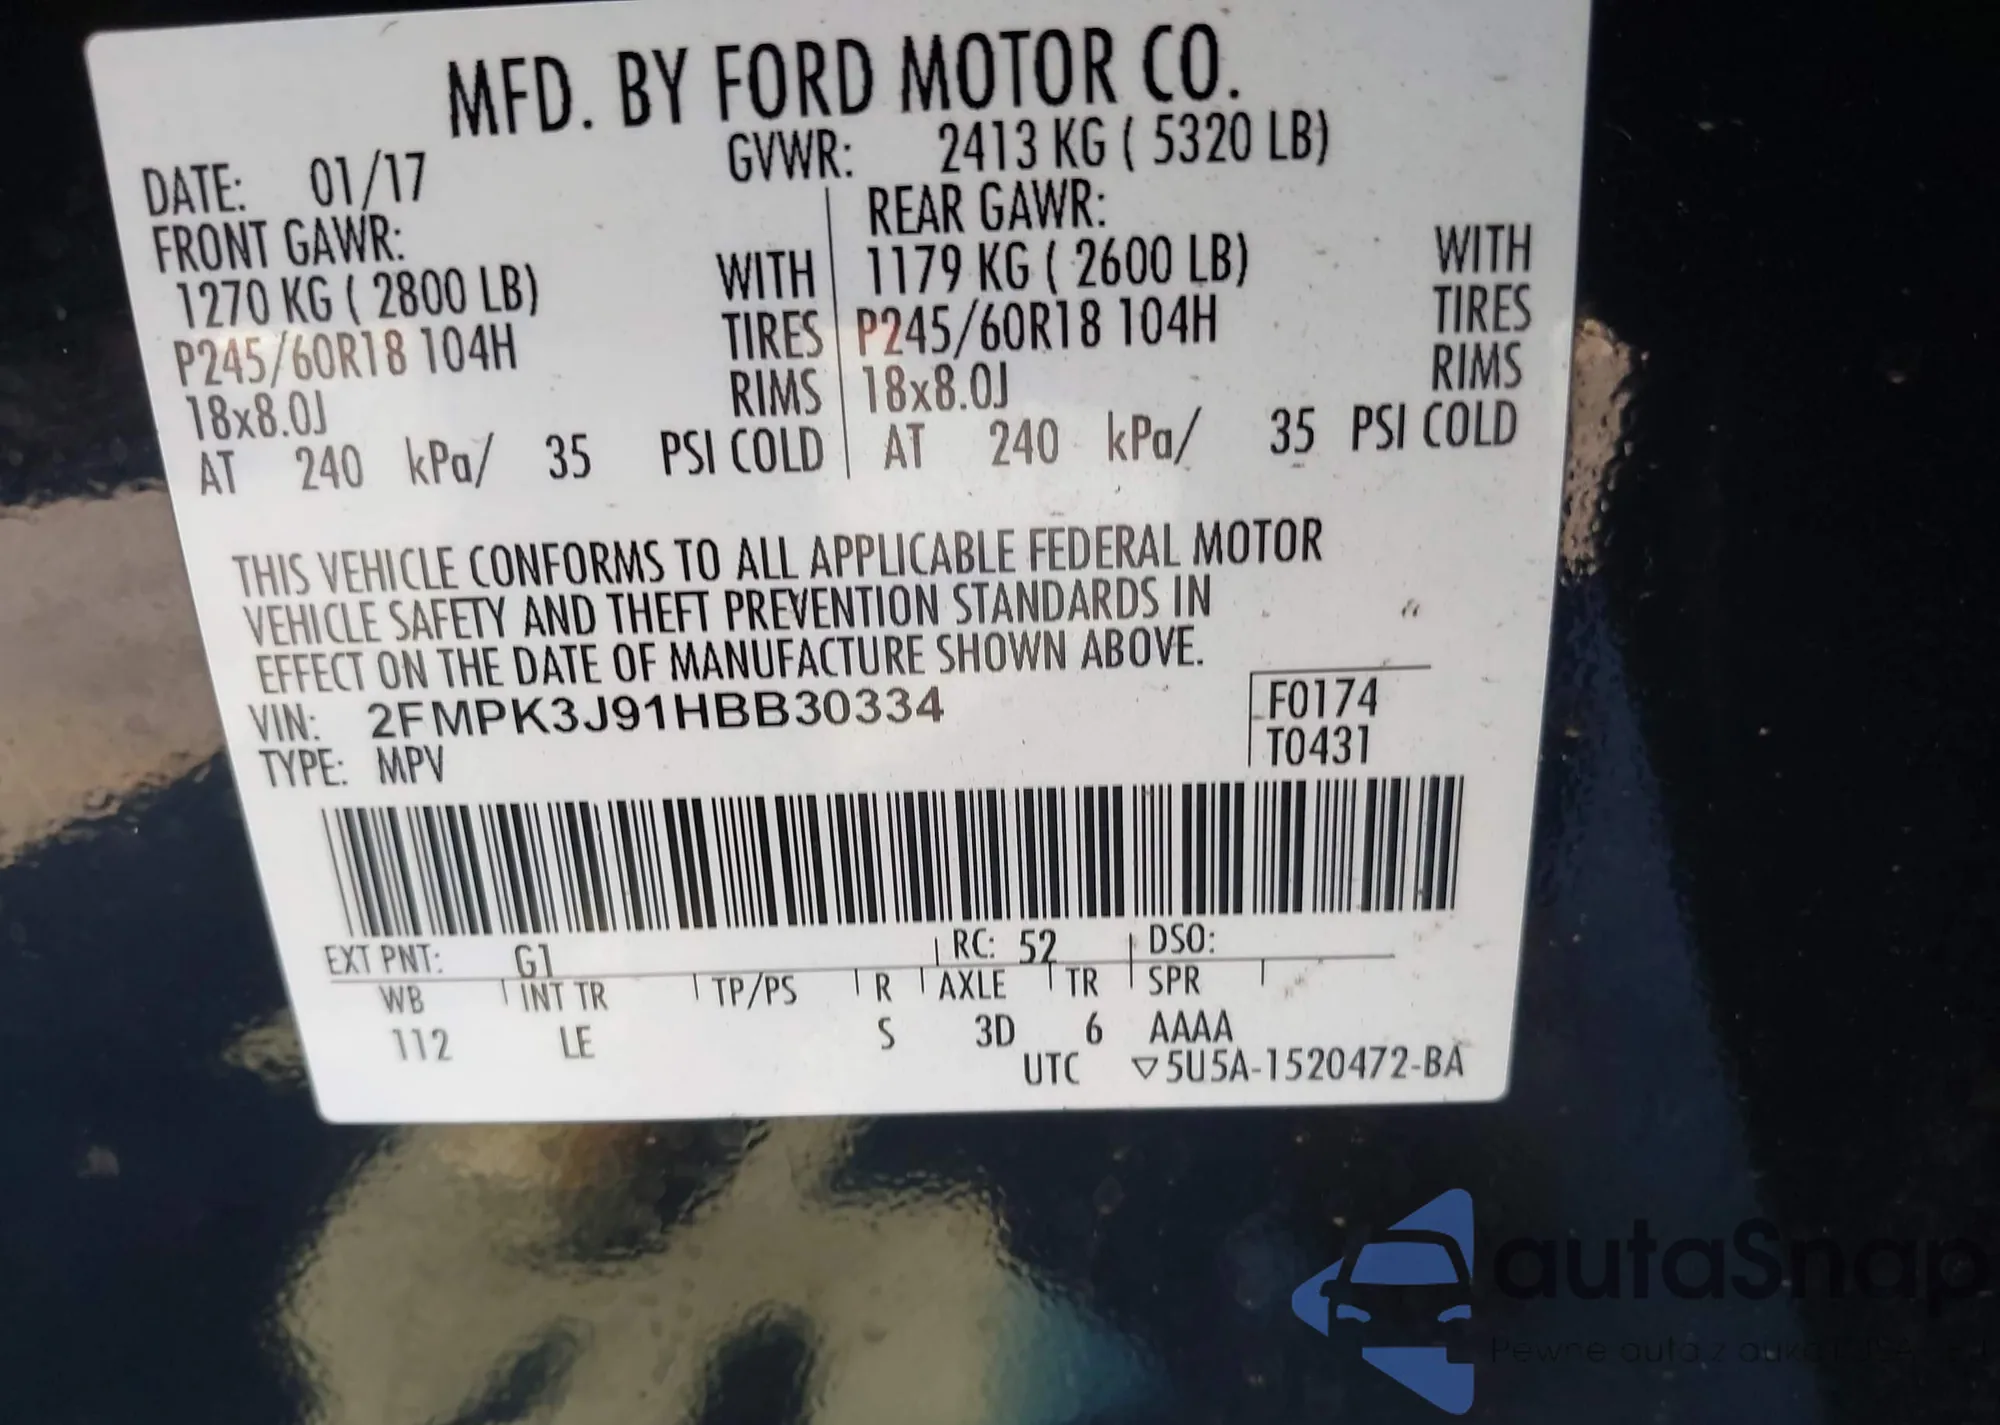 MFD. BY FORD MOTOR CO.
DATE: 01/17 GVWR: 2413 KG ( 5320 LB)
FRONT GAWR: REAR GAWR:
1270 KG ( 2800 LB) WITH 1179 KG ( 2600 LB) WITH
P245/60R18 104H TIRES P245/60R18 104H TIRES
18x8.0J RIMS 18x8.0J RIMS
AT 240 kPa/ 35 PSI COLD AT 240 kPa/ 35 PSI COLD
THIS VEHICLE CONFORMS TO ALL APPLICABLE FEDERAL MOTOR
VEHICLE SAFETY AND THEFT PREVENTION STANDARDS IN
EFFECT ON THE DATE OF MANUFACTURE SHOWN ABOVE.
VIN: 2FMPK3J91HBB30334 F0174
TYPE: MPV T0431
EXT PNT: G1 RC: 52 DSO:
WB INT TR TP/PS R AXLE TR SPR
112 LE S 3D 6 AAAA
UTC ▽5U5A-1520472-BA
autaSnap
Pewne auta z